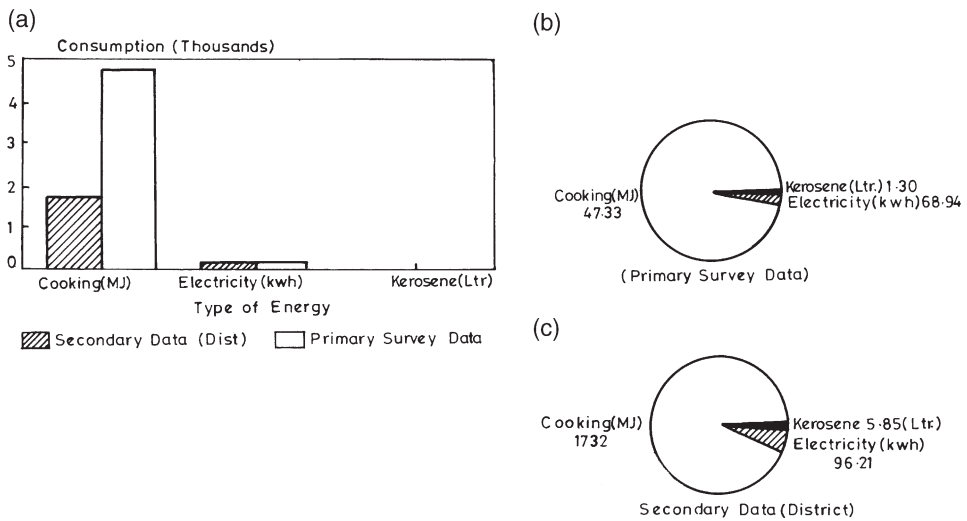 (a)
Consumption (Thousands)
5
4
3
2
1
0
Cooking(MJ) Electricity(kwh) Kerosene(Ltr)
Type of Energy
Secondary Data (Dist) Primary Survey Data
(b)
Cooking(MJ)
47·33
Kerosene(Ltr.) 1·30
Electricity(kwh)68·94
(Primary Survey Data)
(c)
Cooking(MJ)
1732
Kerosene 5·85(Ltr.)
Electricity(kwh)
96·21
Secondary Data(District)